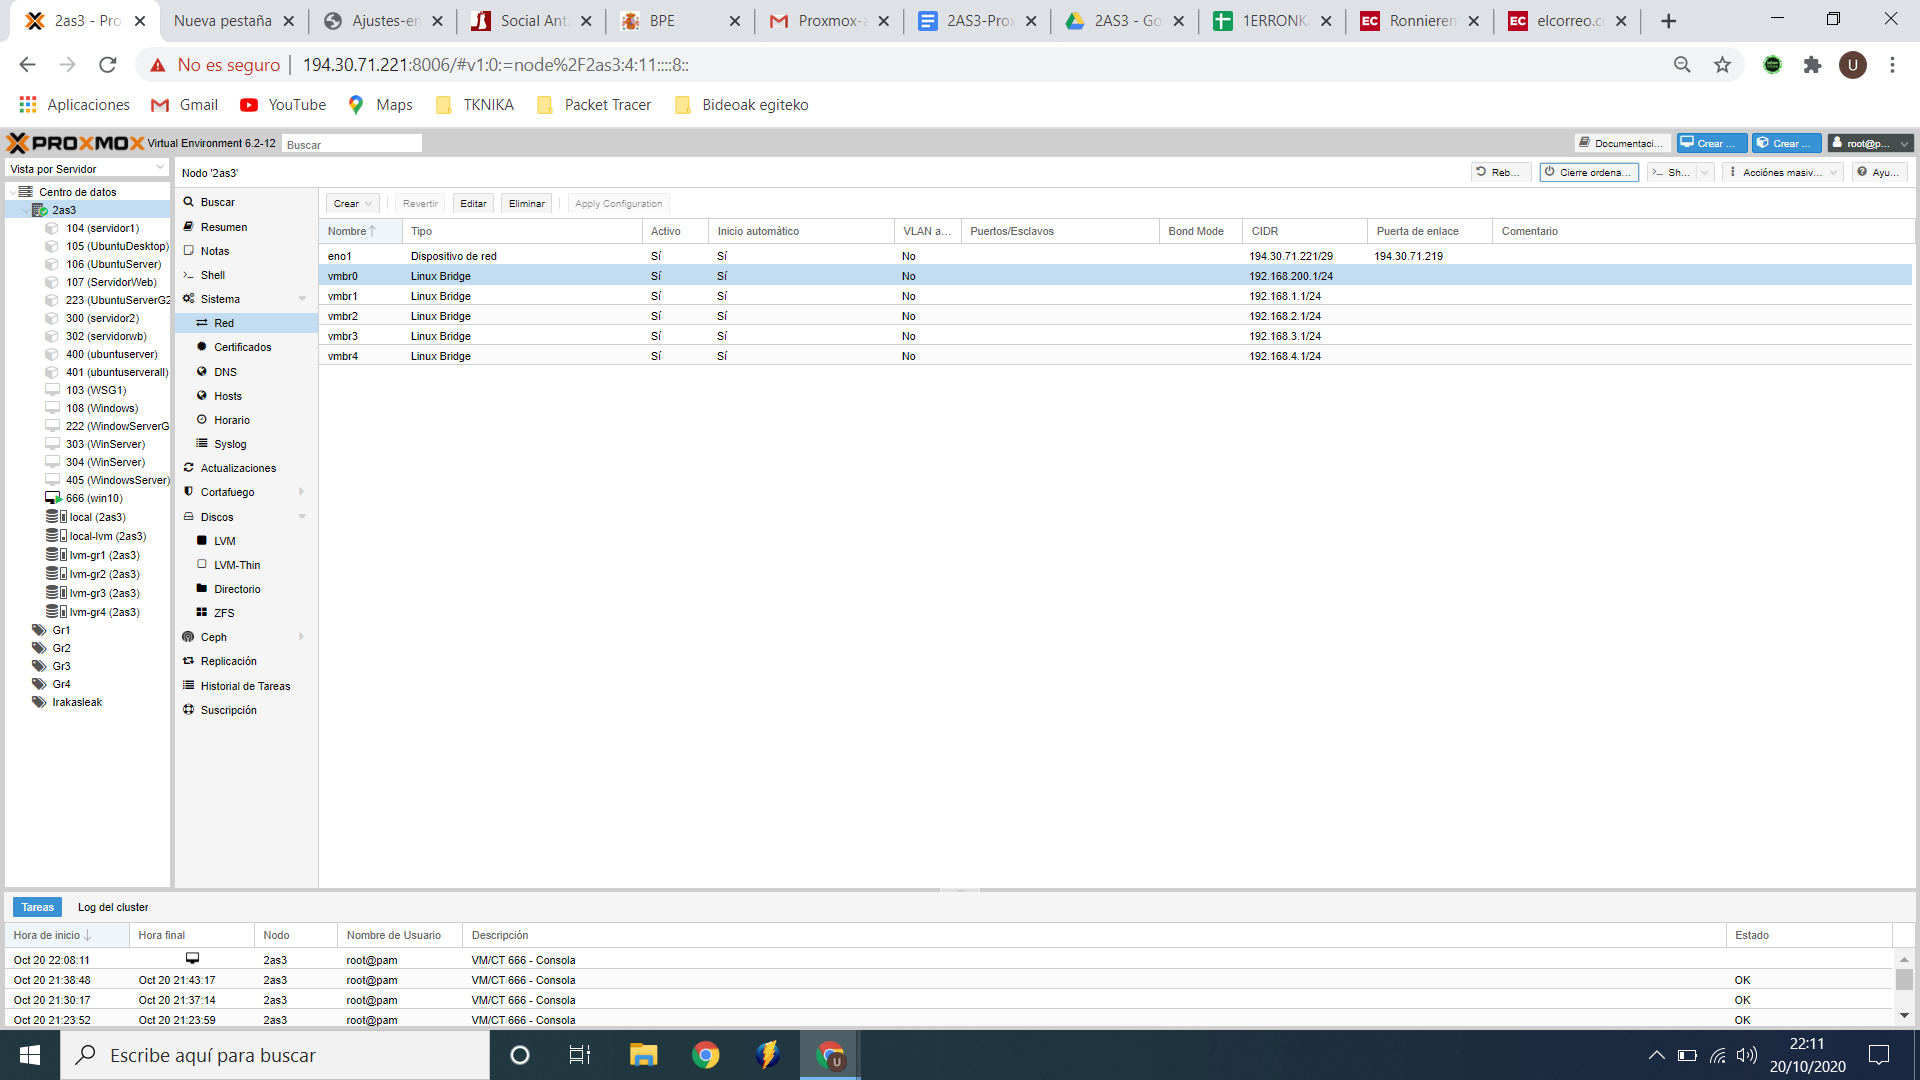 2as3 - Pro
Nueva pestaña
Ajustes-en
Social Ant
BPE
Proxmox-a
2AS3-Prox
2AS3 - Go
1ERRONK
Ronnieren
elcorreo.c
No es seguro
194.30.71.221:8006/#v1:0:=node%2F2as3:4:11::::8::
U
Aplicaciones
Gmail
YouTube
Maps
TKNIKA
Packet Tracer
Bideoak egiteko
PROXMOX Virtual Environment 6.2-12
Buscar
Documentaci...
Crear ...
Crear ...
root@p...
Vista por Servidor
Nodo '2as3'
Reb...
Cierre ordena...
Sh...
Acciónes masiv...
Ayu...
Centro de datos
2as3
104 (servidor1)
105 (UbuntuDesktop)
106 (UbuntuServer)
107 (ServidorWeb)
223 (UbuntuServerG2
300 (servidor2)
302 (servidorwb)
400 (ubuntuserver)
401 (ubuntuserverall)
103 (WSG1)
108 (Windows)
222 (WindowServerG
303 (WinServer)
304 (WinServer)
405 (WindowsServer)
666 (win10)
local (2as3)
local-lvm (2as3)
lvm-gr1 (2as3)
lvm-gr2 (2as3)
lvm-gr3 (2as3)
lvm-gr4 (2as3)
Gr1
Gr2
Gr3
Gr4
Irakasleak
Buscar
Resumen
Notas
Shell
Sistema
Red
Certificados
DNS
Hosts
Horario
Syslog
Actualizaciones
Cortafuego
Discos
LVM
LVM-Thin
Directorio
ZFS
Ceph
Replicación
Historial de Tareas
Suscripción
Crear Revertir Editar Eliminar Apply Configuration
Nombre Tipo Activo Inicio automático VLAN a... Puertos/Esclavos Bond Mode CIDR Puerta de enlace Comentario
eno1 Dispositivo de red Sí Sí No 194.30.71.221/29 194.30.71.219
vmbr0 Linux Bridge Sí Sí No 192.168.200.1/24
vmbr1 Linux Bridge Sí Sí No 192.168.1.1/24
vmbr2 Linux Bridge Sí Sí No 192.168.2.1/24
vmbr3 Linux Bridge Sí Sí No 192.168.3.1/24
vmbr4 Linux Bridge Sí Sí No 192.168.4.1/24
Tareas Log del cluster
Hora de inicio Hora final Nodo Nombre de Usuario Descripción Estado
Oct 20 22:08:11 2as3 root@pam VM/CT 666 - Consola
Oct 20 21:38:48 Oct 20 21:43:17 2as3 root@pam VM/CT 666 - Consola OK
Oct 20 21:30:17 Oct 20 21:37:14 2as3 root@pam VM/CT 666 - Consola OK
Oct 20 21:23:52 Oct 20 21:23:59 2as3 root@pam VM/CT 666 - Consola OK
Escribe aquí para buscar
22:11
20/10/2020